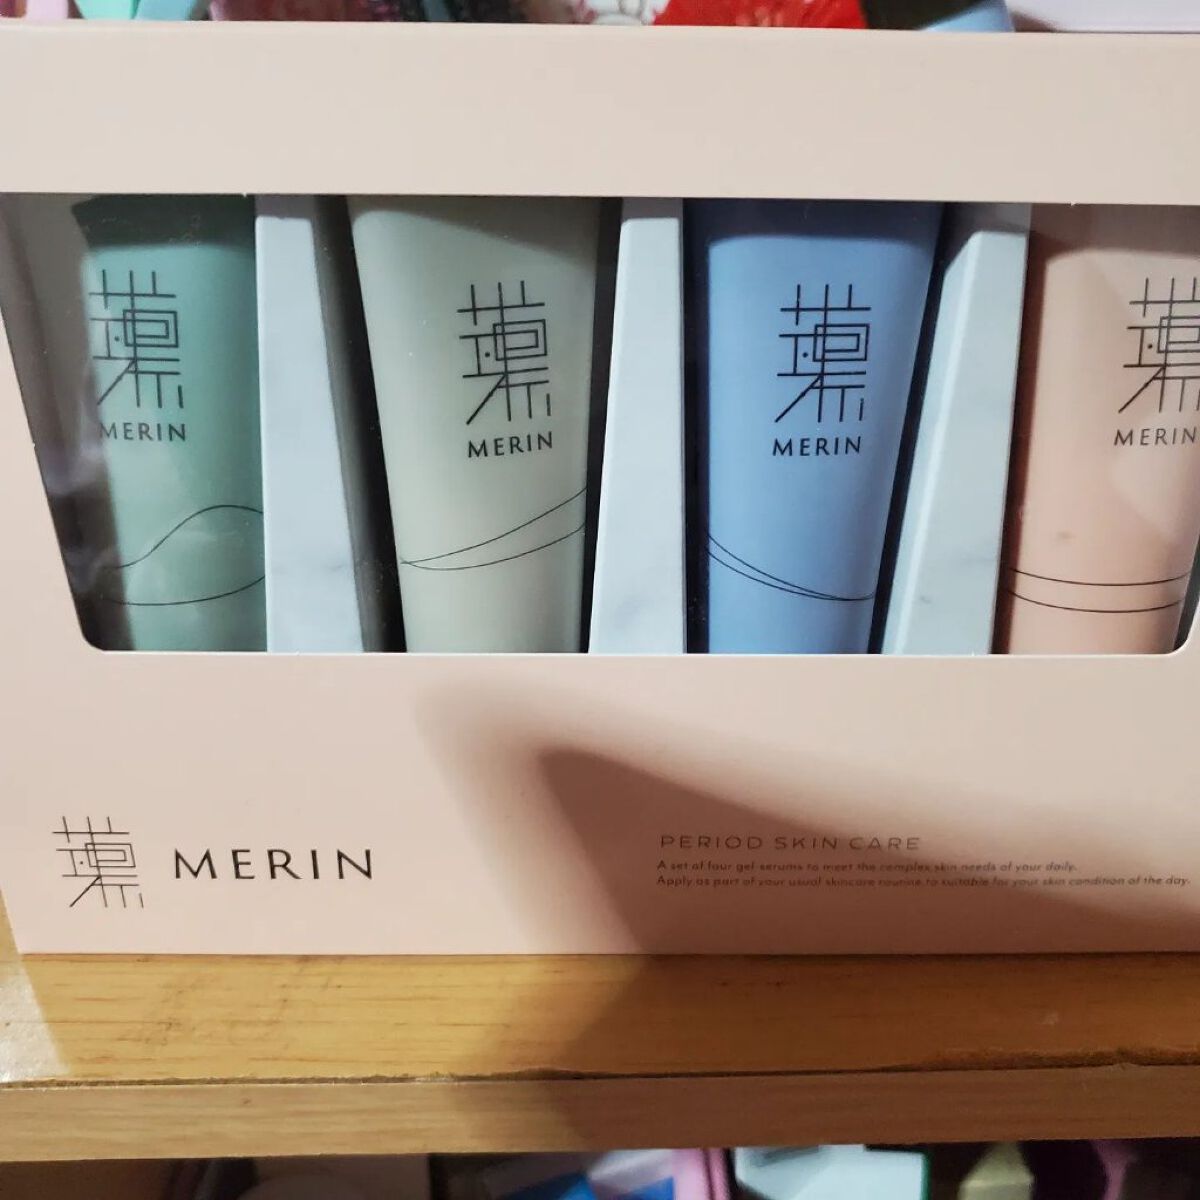 MERIN
MERIN
MERIN
MERIN
MERIN
PERIOD SKIN CARE
A set of four gel serums to meet the complex skin needs of your daily.
Apply as part of your usual skincare routine to suitable for your skin condition of the day.